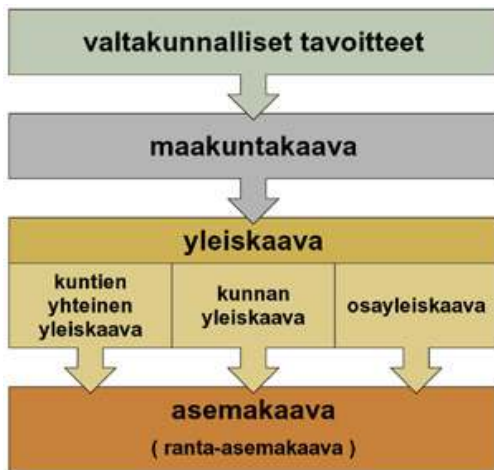 valtakunnalliset tavoitteet
maakuntakaava
yleiskaava
kuntien
yhteinen
yleiskaava
kunnan
yleiskaava
osayleiskaava
asemakaava
( ranta-asemakaava )